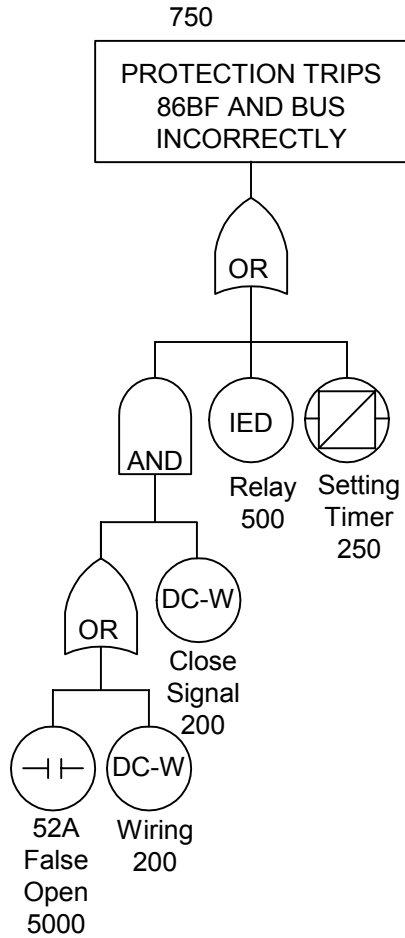 750
PROTECTION TRIPS
86BF AND BUS
INCORRECTLY
OR
AND
IED
Relay
500
Setting
Timer
250
OR
DC-W
Close
Signal
200
52A
False
Open
5000
DC-W
Wiring
200